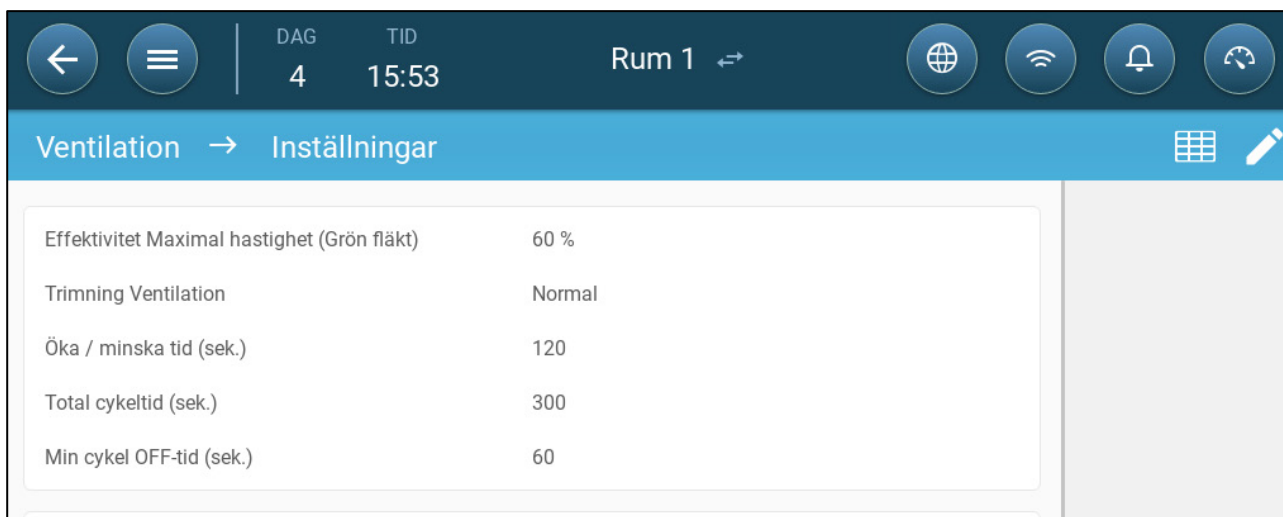 DAG TID
4 15:53
Rum 1
Ventilation → Inställningar
Effektivitet Maximal hastighet (Grön fläkt) 60 %
Trimning Ventilation Normal
Öka / minska tid (sek.) 120
Total cykeltid (sek.) 300
Min cykel OFF-tid (sek.) 60